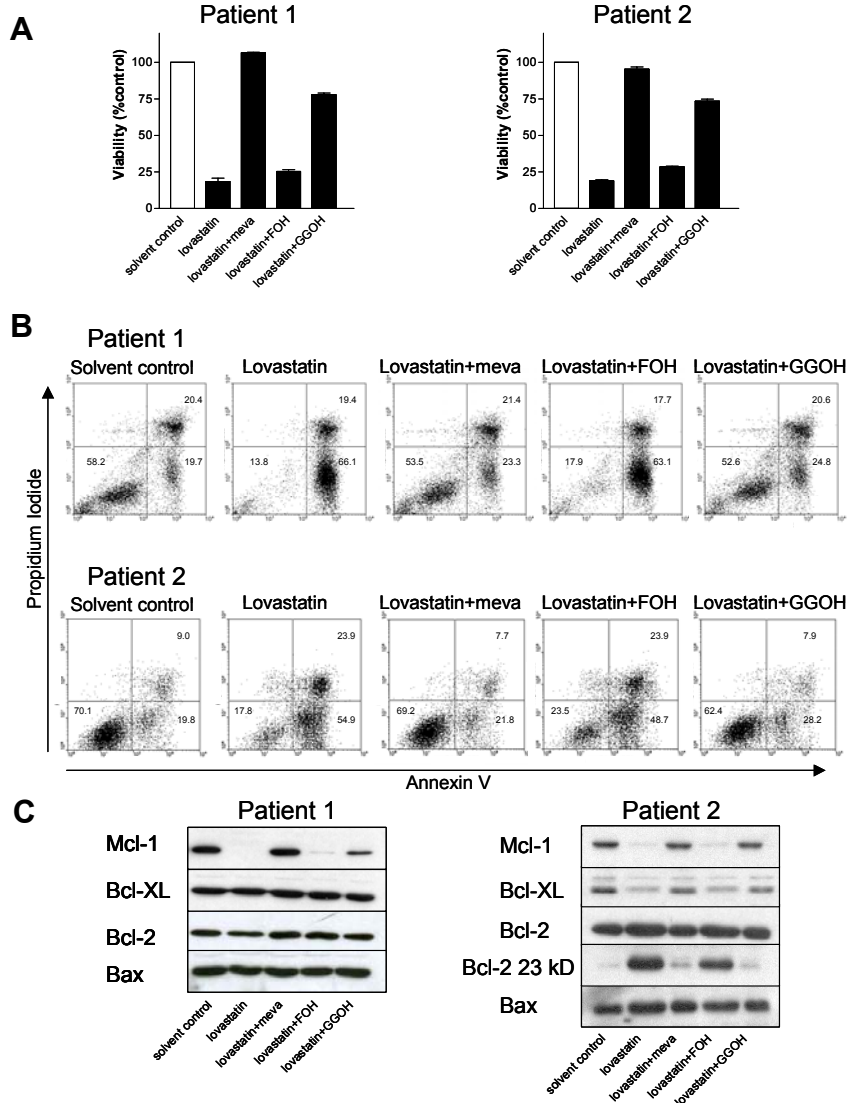 A
Patient 1
Patient 2
Viability (%control)
100
75
50
25
0
solvent control
lovastatin
lovastatin+meva
lovastatin+FOH
lovastatin+GGOH
Viability (%control)
100
75
50
25
0
solvent control
lovastatin
lovastatin+meva
lovastatin+FOH
lovastatin+GGOH
B
Patient 1
Solvent control
Lovastatin
Lovastatin+meva
Lovastatin+FOH
Lovastatin+GGOH
20.4
58.2
19.7
19.4
13.8
66.1
21.4
53.5
23.3
17.7
17.9
63.1
20.6
52.6
24.8
Propidium Iodide
Patient 2
Solvent control
Lovastatin
Lovastatin+meva
Lovastatin+FOH
Lovastatin+GGOH
9.0
70.1
19.8
23.9
17.8
54.9
7.7
69.2
21.8
23.9
23.5
48.7
7.9
62.4
28.2
Annexin V
C
Patient 1
Mcl-1
Bcl-XL
Bcl-2
Bax
solvent control
lovastatin
lovastatin+meva
lovastatin+FOH
lovastatin+GGOH
Patient 2
Mcl-1
Bcl-XL
Bcl-2
Bcl-2 23 kD
Bax
solvent control
lovastatin
lovastatin+meva
lovastatin+FOH
lovastatin+GGOH